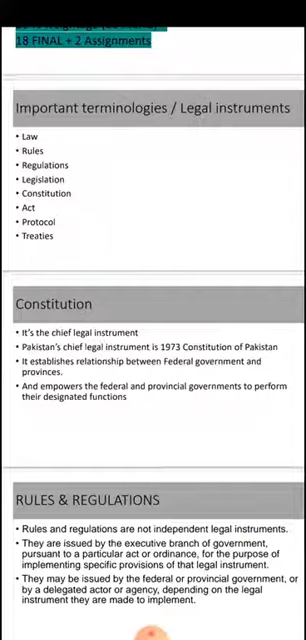 18 FINAL + 2 Assignments
Important terminologies / Legal instruments
• Law
• Rules
• Regulations
• Legislation
• Constitution
• Act
• Protocol
• Treaties
Constitution
• It's the chief legal instrument
• Pakistan's chief legal instrument is 1973 Constitution of Pakistan
• It establishes relationship between Federal government and
provinces.
• And empowers the federal and provincial governments to perform
their designated functions
RULES & REGULATIONS
• Rules and regulations are not independent legal instruments.
• They are issued by the executive branch of government,
pursuant to a particular act or ordinance, for the purpose of
implementing specific provisions of that legal instrument.
• They may be issued by the federal or provincial government, or
by a delegated actor or agency, depending on the legal
instrument they are made to implement.